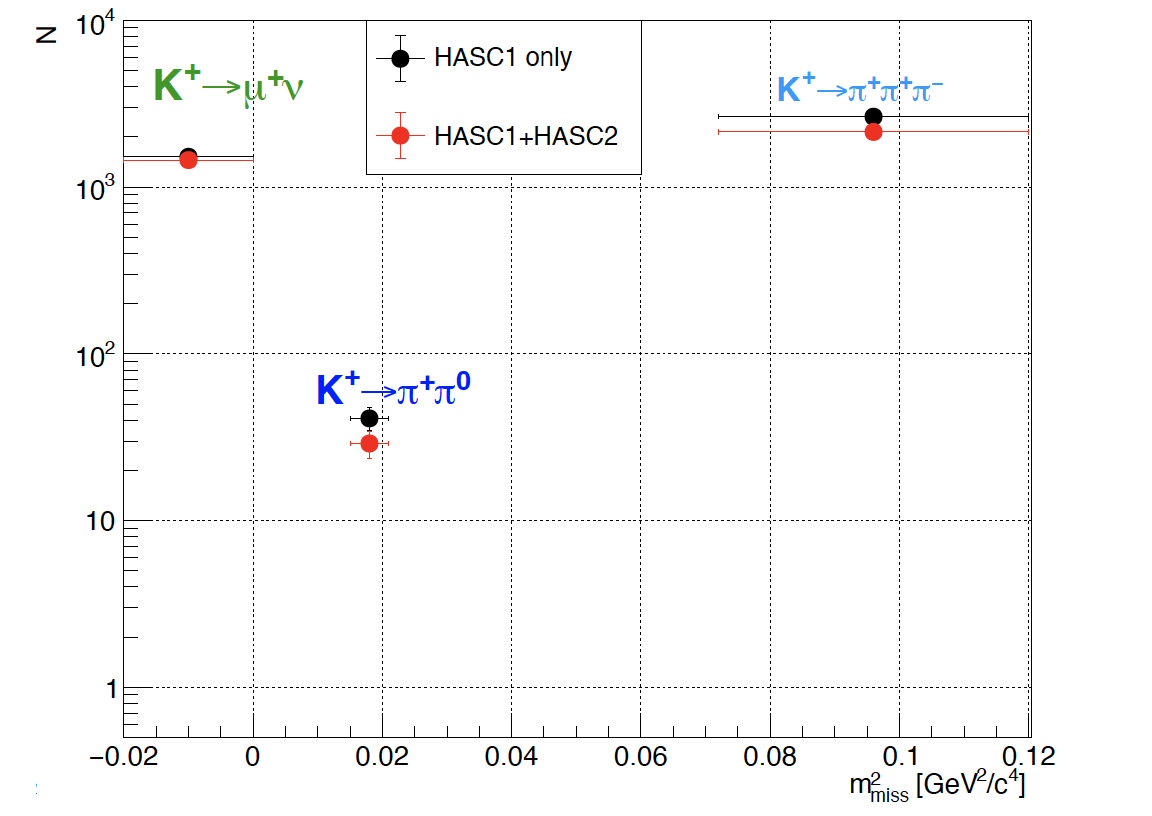 N
10⁴
10³
10²
10
1
K⁺→μ⁺ν
HASC1 only
HASC1+HASC2
K⁺→π⁺π⁺π⁻
K⁺→π⁺π⁰
−0.02 0 0.02 0.04 0.06 0.08 0.1 0.12
m²miss [GeV²/c⁴]